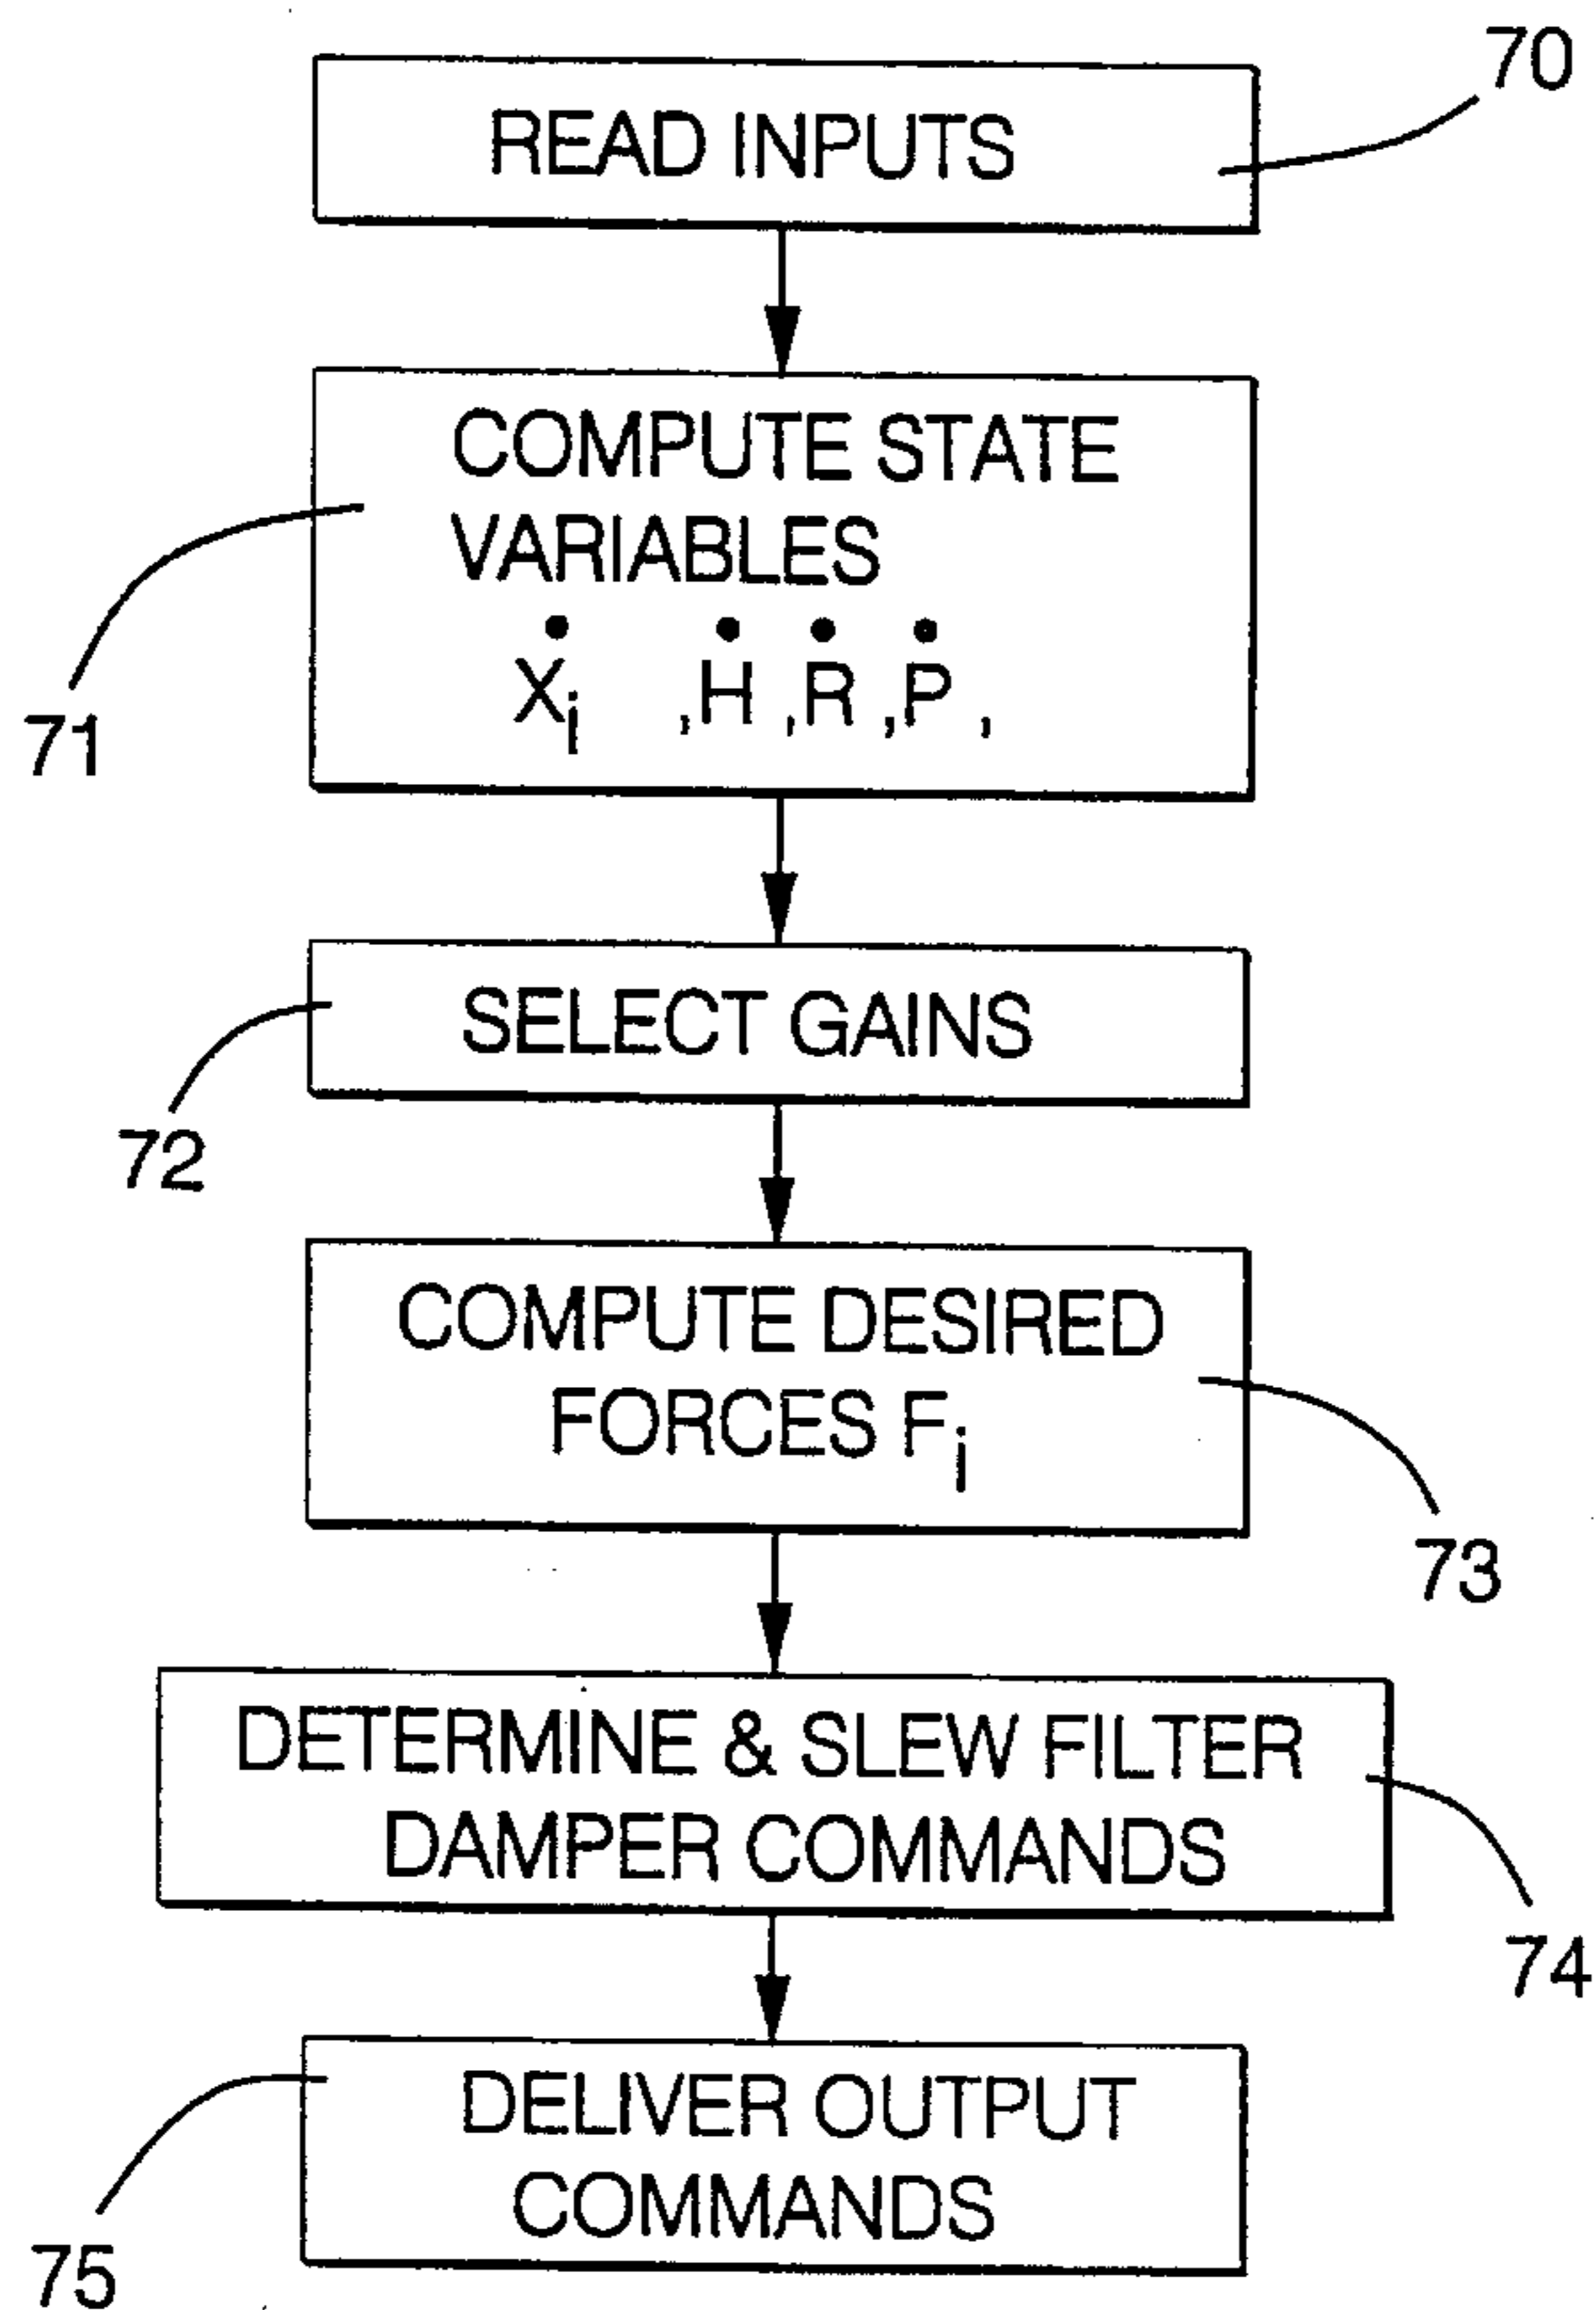 70
READ INPUTS
COMPUTE STATE
VARIABLES
Ẋi ,Ḣ ,Ṙ ,Ṗ ,
71
SELECT GAINS
72
COMPUTE DESIRED
FORCES Fi
73
DETERMINE & SLEW FILTER
DAMPER COMMANDS
74
DELIVER OUTPUT
COMMANDS
75